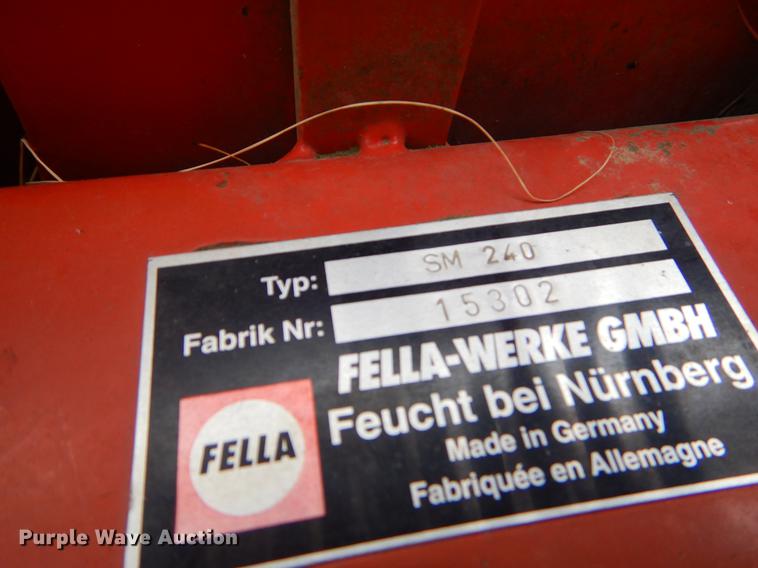 Typ: SM 240
Fabrik Nr: 15302
FELLA-WERKE GMBH
Feucht bei Nürnberg
Made in Germany
Fabriquée en Allemagne
FELLA
Purple Wave Auction